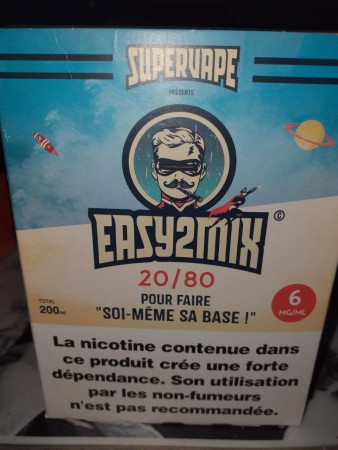 SUPERVAPE
PRÉSENTE
EASY2MIX ©
20/80
TOTAL
200ml
POUR FAIRE
"SOI-MÊME SA BASE !"
6
MG/ML
La nicotine contenue dans
ce produit crée une forte
dépendance. Son utilisation
par les non-fumeurs
n'est pas recommandée.